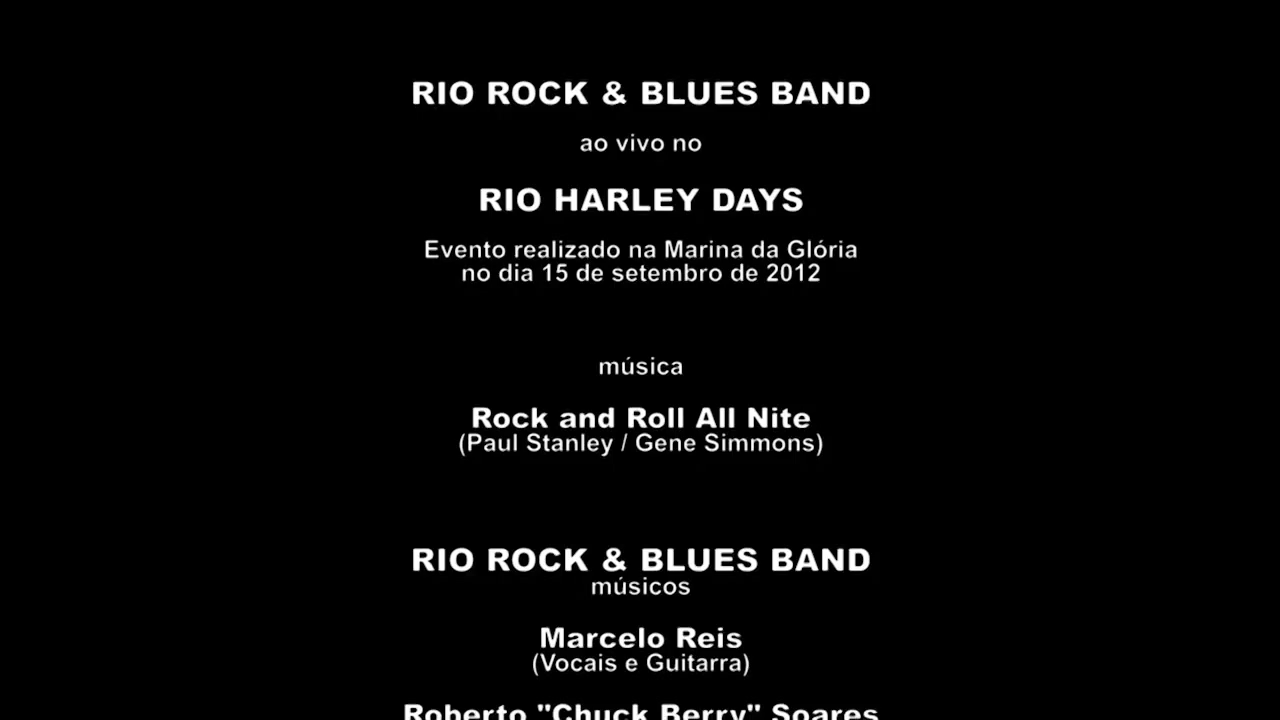 RIO ROCK & BLUES BAND
ao vivo no
RIO HARLEY DAYS
Evento realizado na Marina da Glória
no dia 15 de setembro de 2012
música
Rock and Roll All Nite
(Paul Stanley / Gene Simmons)
RIO ROCK & BLUES BAND
músicos
Marcelo Reis
(Vocais e Guitarra)
Roberto "Chuck Berry" Soares